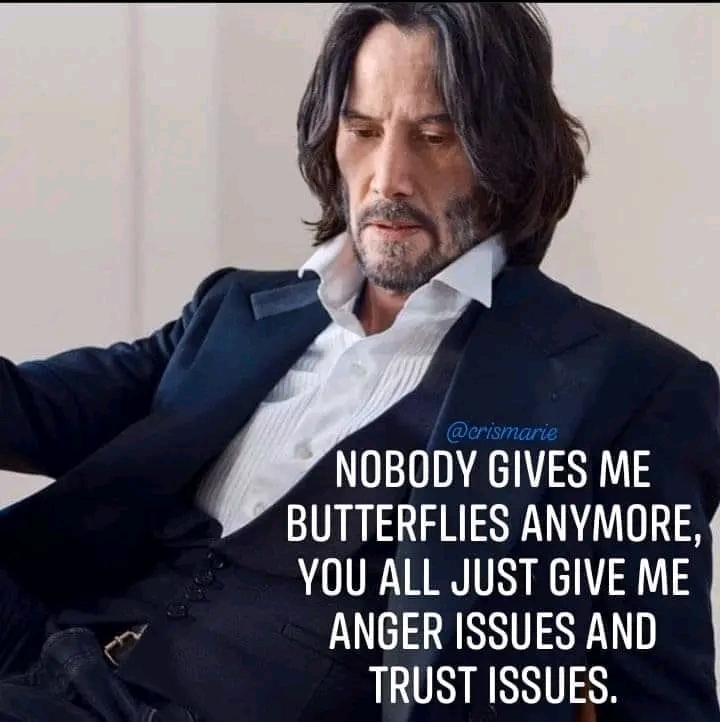 @crismarie
NOBODY GIVES ME
BUTTERFLIES ANYMORE,
YOU ALL JUST GIVE ME
ANGER ISSUES AND
TRUST ISSUES.